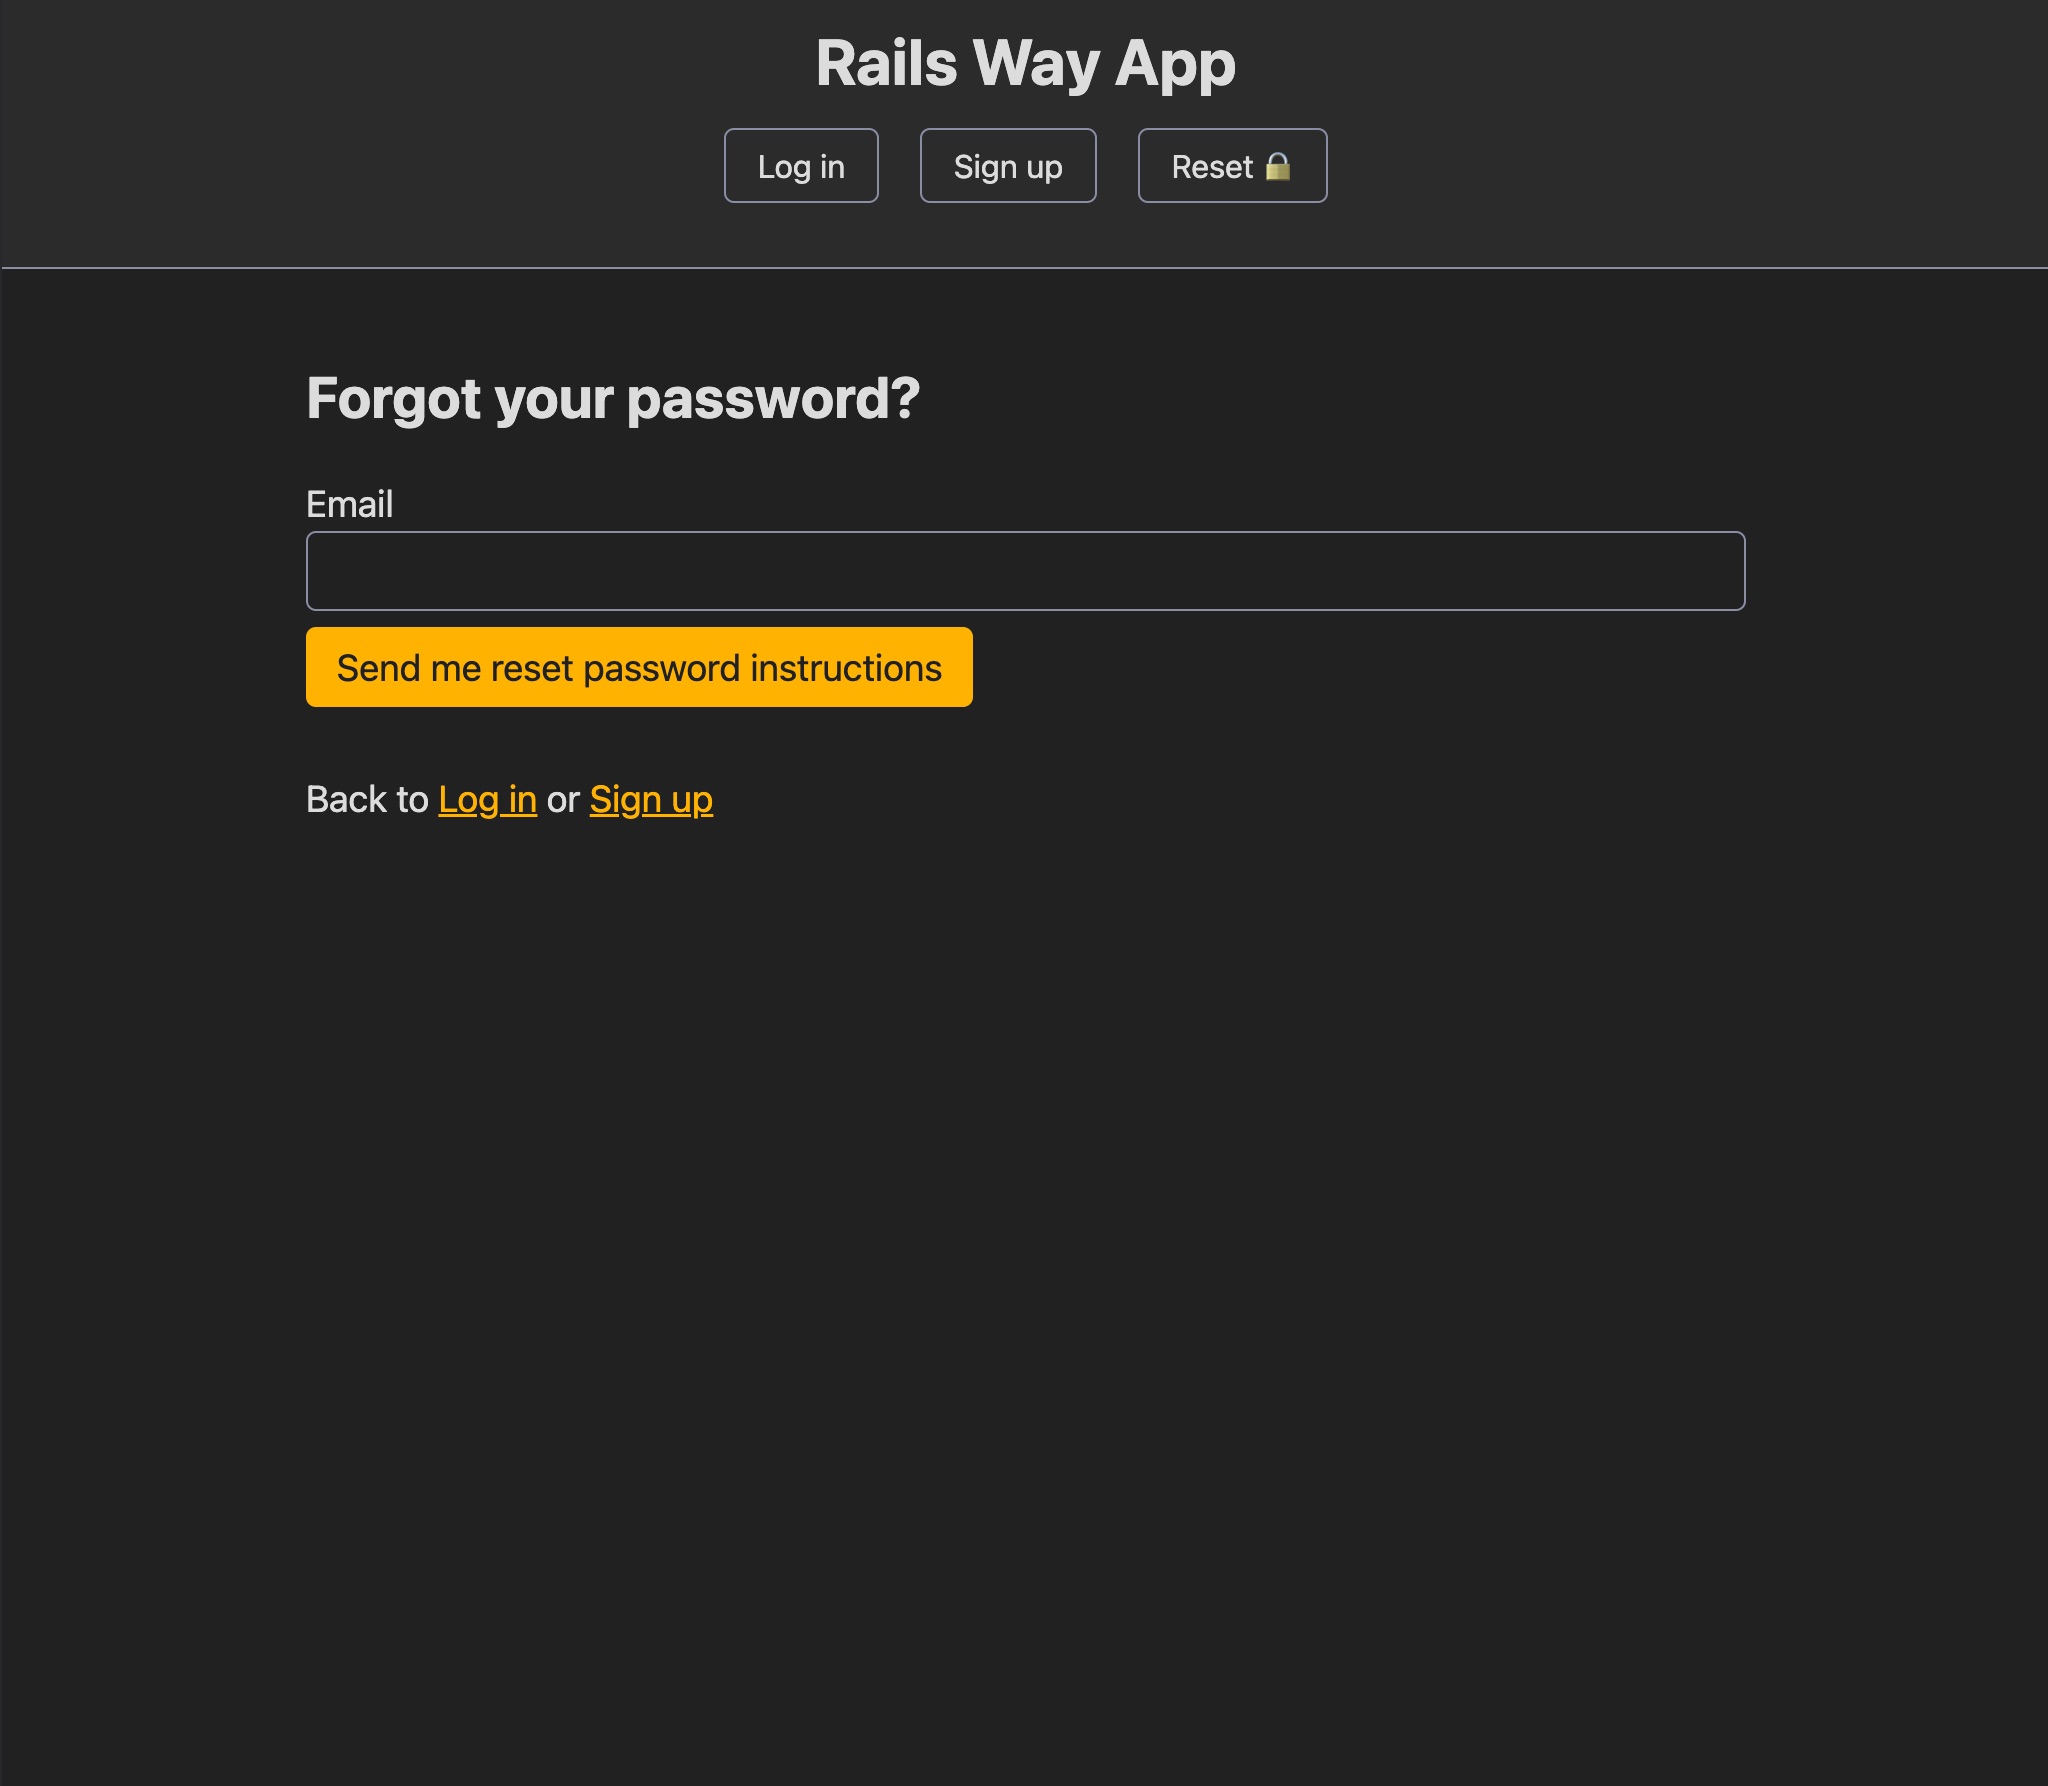 Rails Way App
Log in Sign up Reset 🔒
Forgot your password?
Email
Send me reset password instructions
Back to Log in or Sign up